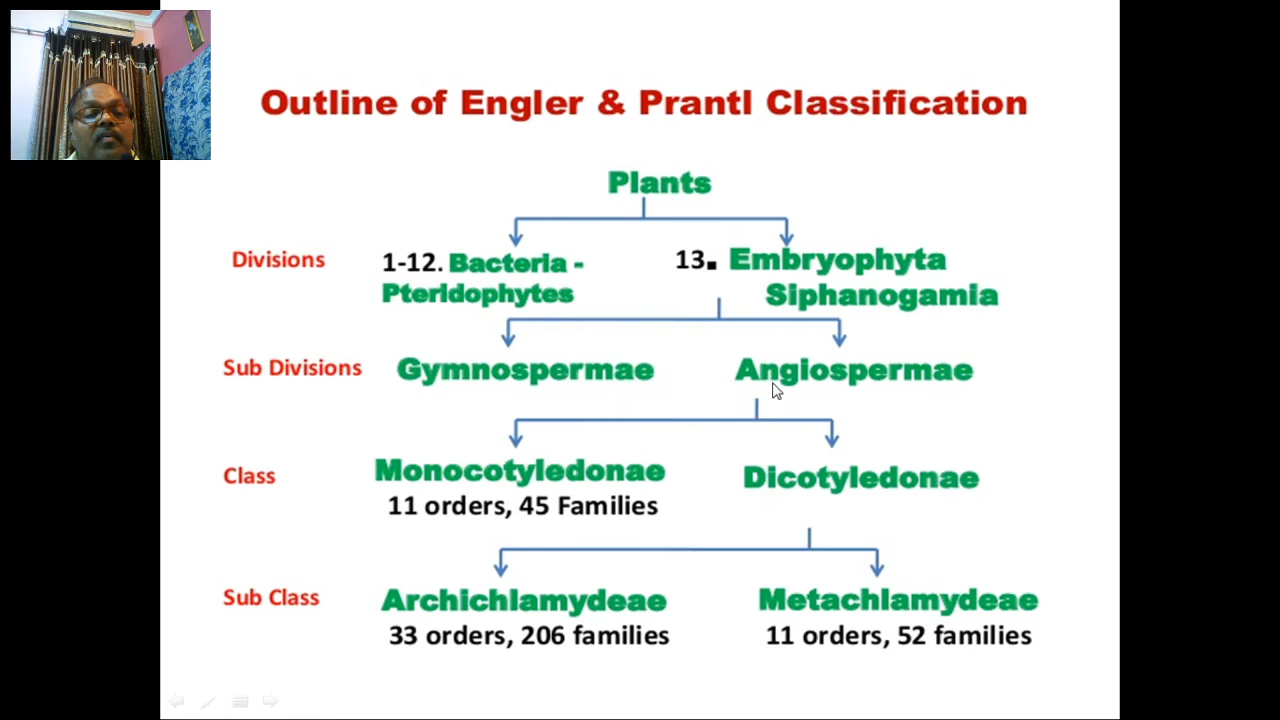 Outline of Engler & Prantl Classification
Plants
Divisions
1-12. Bacteria -
Pteridophytes
13. Embryophyta
Siphanogamia
Sub Divisions
Gymnospermae
Angiospermae
Class
Monocotyledonae
11 orders, 45 Families
Dicotyledonae
Sub Class
Archichlamydeae
33 orders, 206 families
Metachlamydeae
11 orders, 52 families